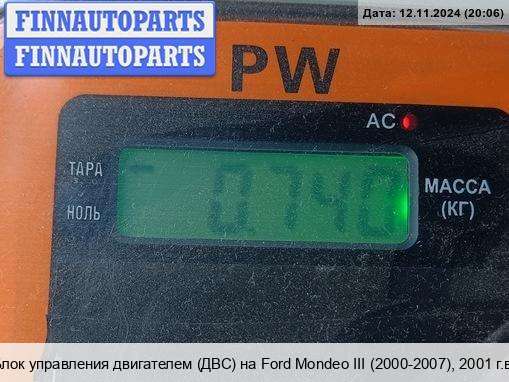 Дата: 12.11.2024 (20:06)
FINNAUTOPARTS
FINNAUTOPARTS
PW
AC
ТАРА
НОЛЬ
0.740
МАССА
(КГ)
лок управления двигателем (ДВС) на Ford Mondeo III (2000-2007), 2001 г.в